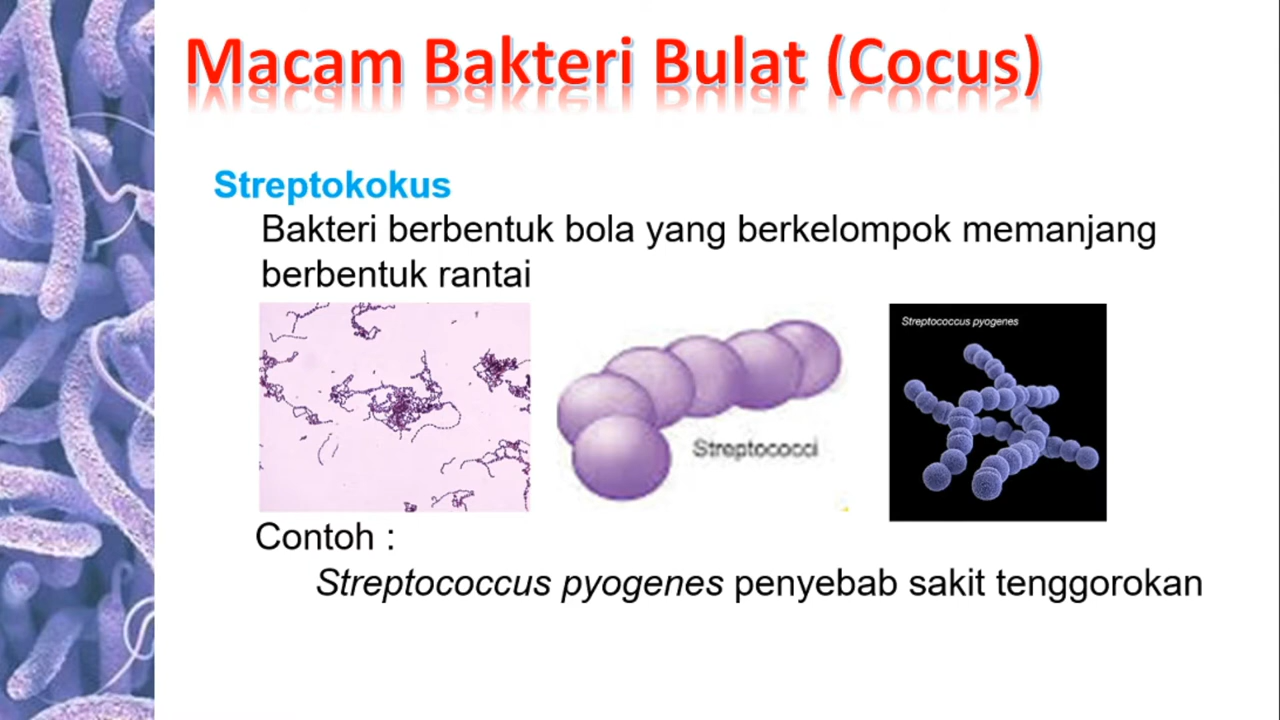 Macam Bakteri Bulat (Cocus)
Streptokokus
Bakteri berbentuk bola yang berkelompok memanjang
berbentuk rantai
Streptococcus pyogenes
Streptococci
Contoh :
Streptococcus pyogenes penyebab sakit tenggorokan